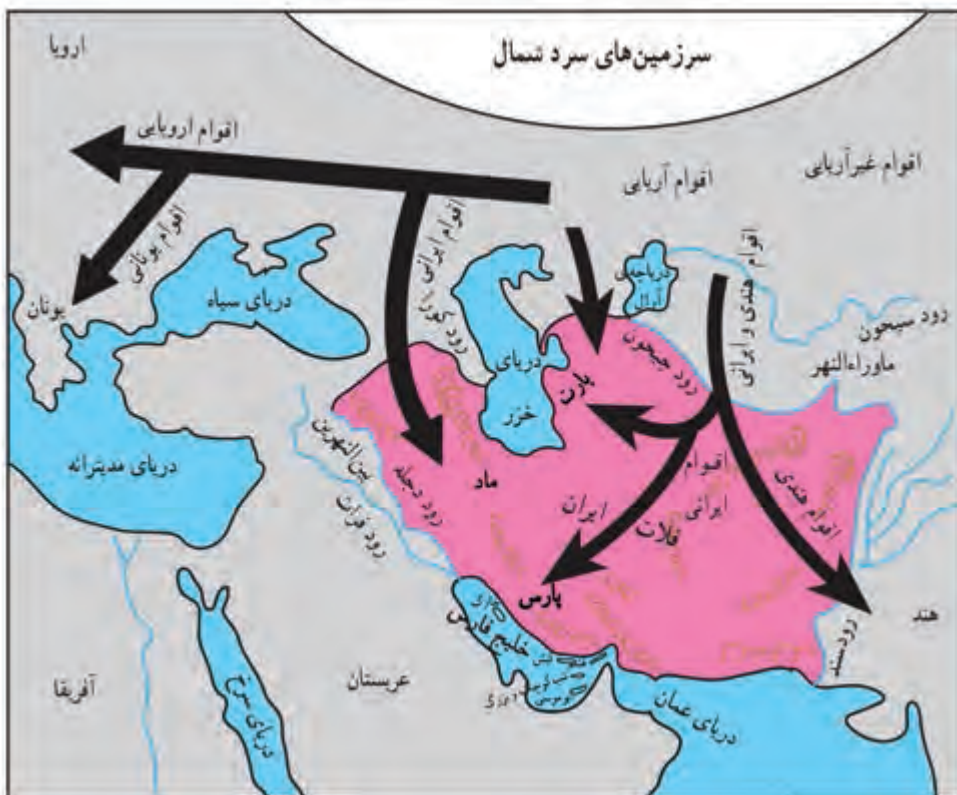 سرزمین‌های سرد شمال
اروپا
اقوام اروپایی
اقوام آریایی
اقوام غیرآریایی
اقوام یونانی
اقوام ایرانی
اقوام هندی و ایرانی
یونان
دریای سیاه
رود کورا
دریاچه‌ی
آرال
رود سیحون
ماوراءالنهر
دریای
خزر
پارت
رود جیحون
دریای مدیترانه
بین‌النهرین
رود دجله
رود فرات
ماد
اقوام
ایرانی
فلات
ایران
اقوام هندی
پارس
خلیج فارس
کیش
رود سند
هند
آفریقا
دریای سرخ
عربستان
دریای عمان